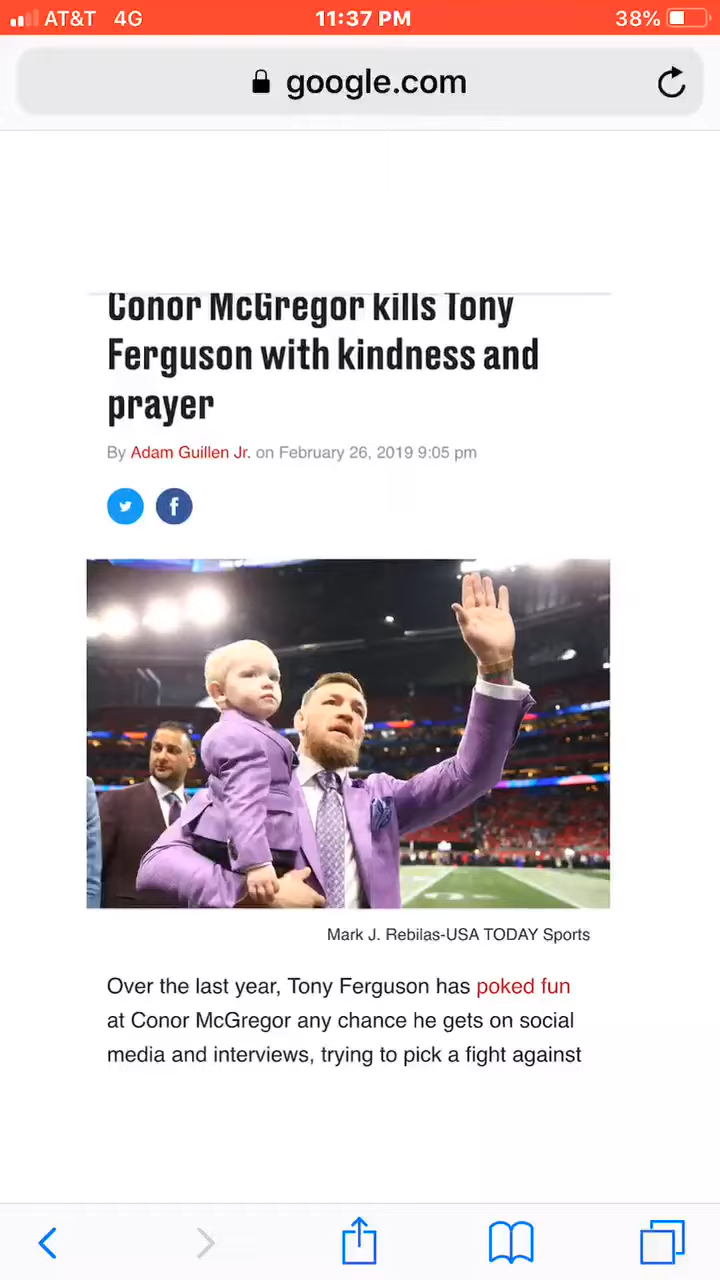 AT&T 4G 11:37 PM 38%
google.com
Conor McGregor kills Tony
Ferguson with kindness and
prayer
By Adam Guillen Jr. on February 26, 2019 9:05 pm
Mark J. Rebilas-USA TODAY Sports
Over the last year, Tony Ferguson has poked fun
at Conor McGregor any chance he gets on social
media and interviews, trying to pick a fight against